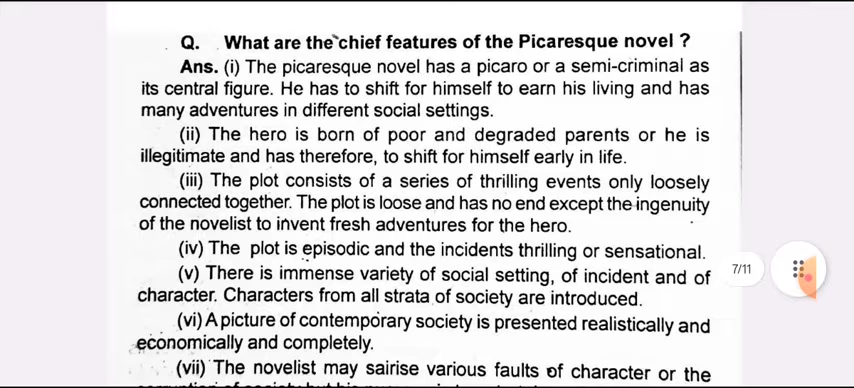 Q. What are the chief features of the Picaresque novel ?
Ans. (i) The picaresque novel has a picaro or a semi-criminal as
its central figure. He has to shift for himself to earn his living and has
many adventures in different social settings.
(ii) The hero is born of poor and degraded parents or he is
illegitimate and has therefore, to shift for himself early in life.
(iii) The plot consists of a series of thrilling events only loosely
connected together. The plot is loose and has no end except the ingenuity
of the novelist to invent fresh adventures for the hero.
(iv) The plot is episodic and the incidents thrilling or sensational.
(v) There is immense variety of social setting, of incident and of
character. Characters from all strata of society are introduced.
(vi) A picture of contemporary society is presented realistically and
economically and completely.
(vii) The novelist may sairise various faults of character or the
7/11